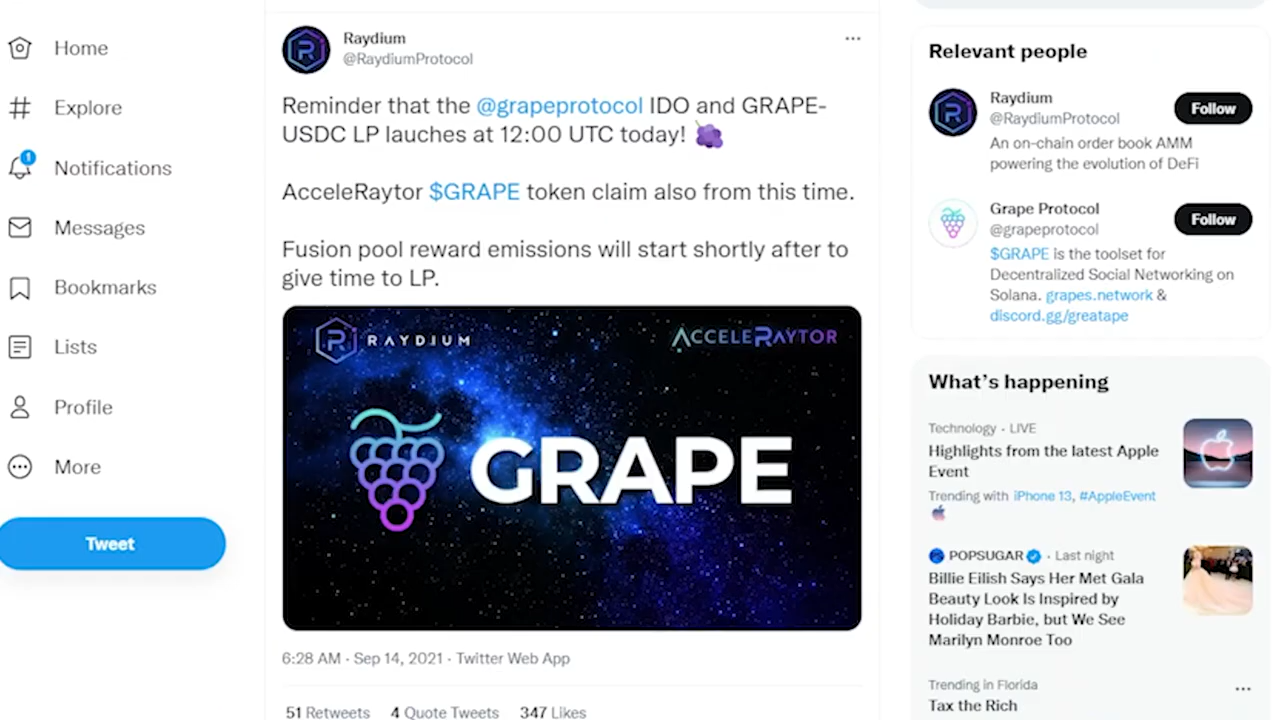 Home
Explore
1
Notifications
Messages
Bookmarks
Lists
Profile
More
Tweet
Raydium
@RaydiumProtocol
Reminder that the @grapeprotocol IDO and GRAPE-
USDC LP lauches at 12:00 UTC today!
AcceleRaytor $GRAPE token claim also from this time.
Fusion pool reward emissions will start shortly after to
give time to LP.
RAYDIUM
ACCELERAYTOR
GRAPE
6:28 AM · Sep 14, 2021 · Twitter Web App
51 Retweets 4 Quote Tweets 347 Likes
Relevant people
Raydium
@RaydiumProtocol
Follow
An on-chain order book AMM
powering the evolution of DeFi
Grape Protocol
@grapeprotocol
Follow
$GRAPE is the toolset for
Decentralized Social Networking on
Solana. grapes.network &
discord.gg/greatape
What's happening
Technology · LIVE
Highlights from the latest Apple
Event
Trending with iPhone 13, #AppleEvent
POPSUGAR · Last night
Billie Eilish Says Her Met Gala
Beauty Look Is Inspired by
Holiday Barbie, but We See
Marilyn Monroe Too
Trending in Florida
Tax the Rich